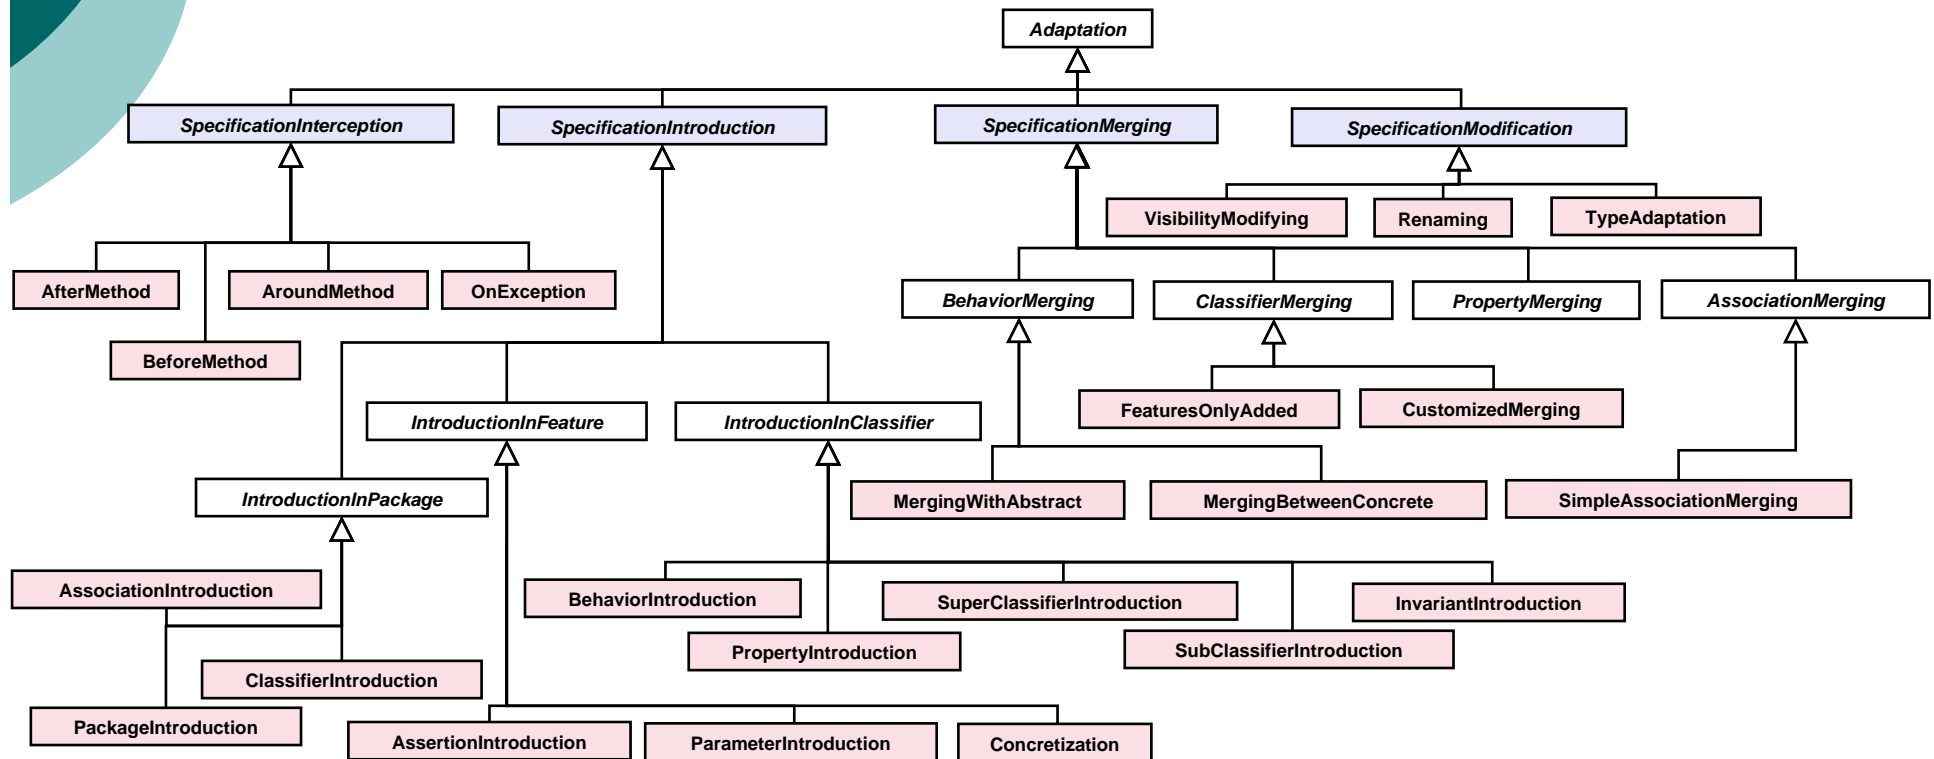 Adaptation
SpecificationInterception
SpecificationIntroduction
SpecificationMerging
SpecificationModification
VisibilityModifying
Renaming
TypeAdaptation
AfterMethod
AroundMethod
OnException
BehaviorMerging
ClassifierMerging
PropertyMerging
AssociationMerging
BeforeMethod
IntroductionInFeature
IntroductionInClassifier
FeaturesOnlyAdded
CustomizedMerging
IntroductionInPackage
MergingWithAbstract
MergingBetweenConcrete
SimpleAssociationMerging
AssociationIntroduction
BehaviorIntroduction
SuperClassifierIntroduction
InvariantIntroduction
PropertyIntroduction
SubClassifierIntroduction
ClassifierIntroduction
PackageIntroduction
AssertionIntroduction
ParameterIntroduction
Concretization